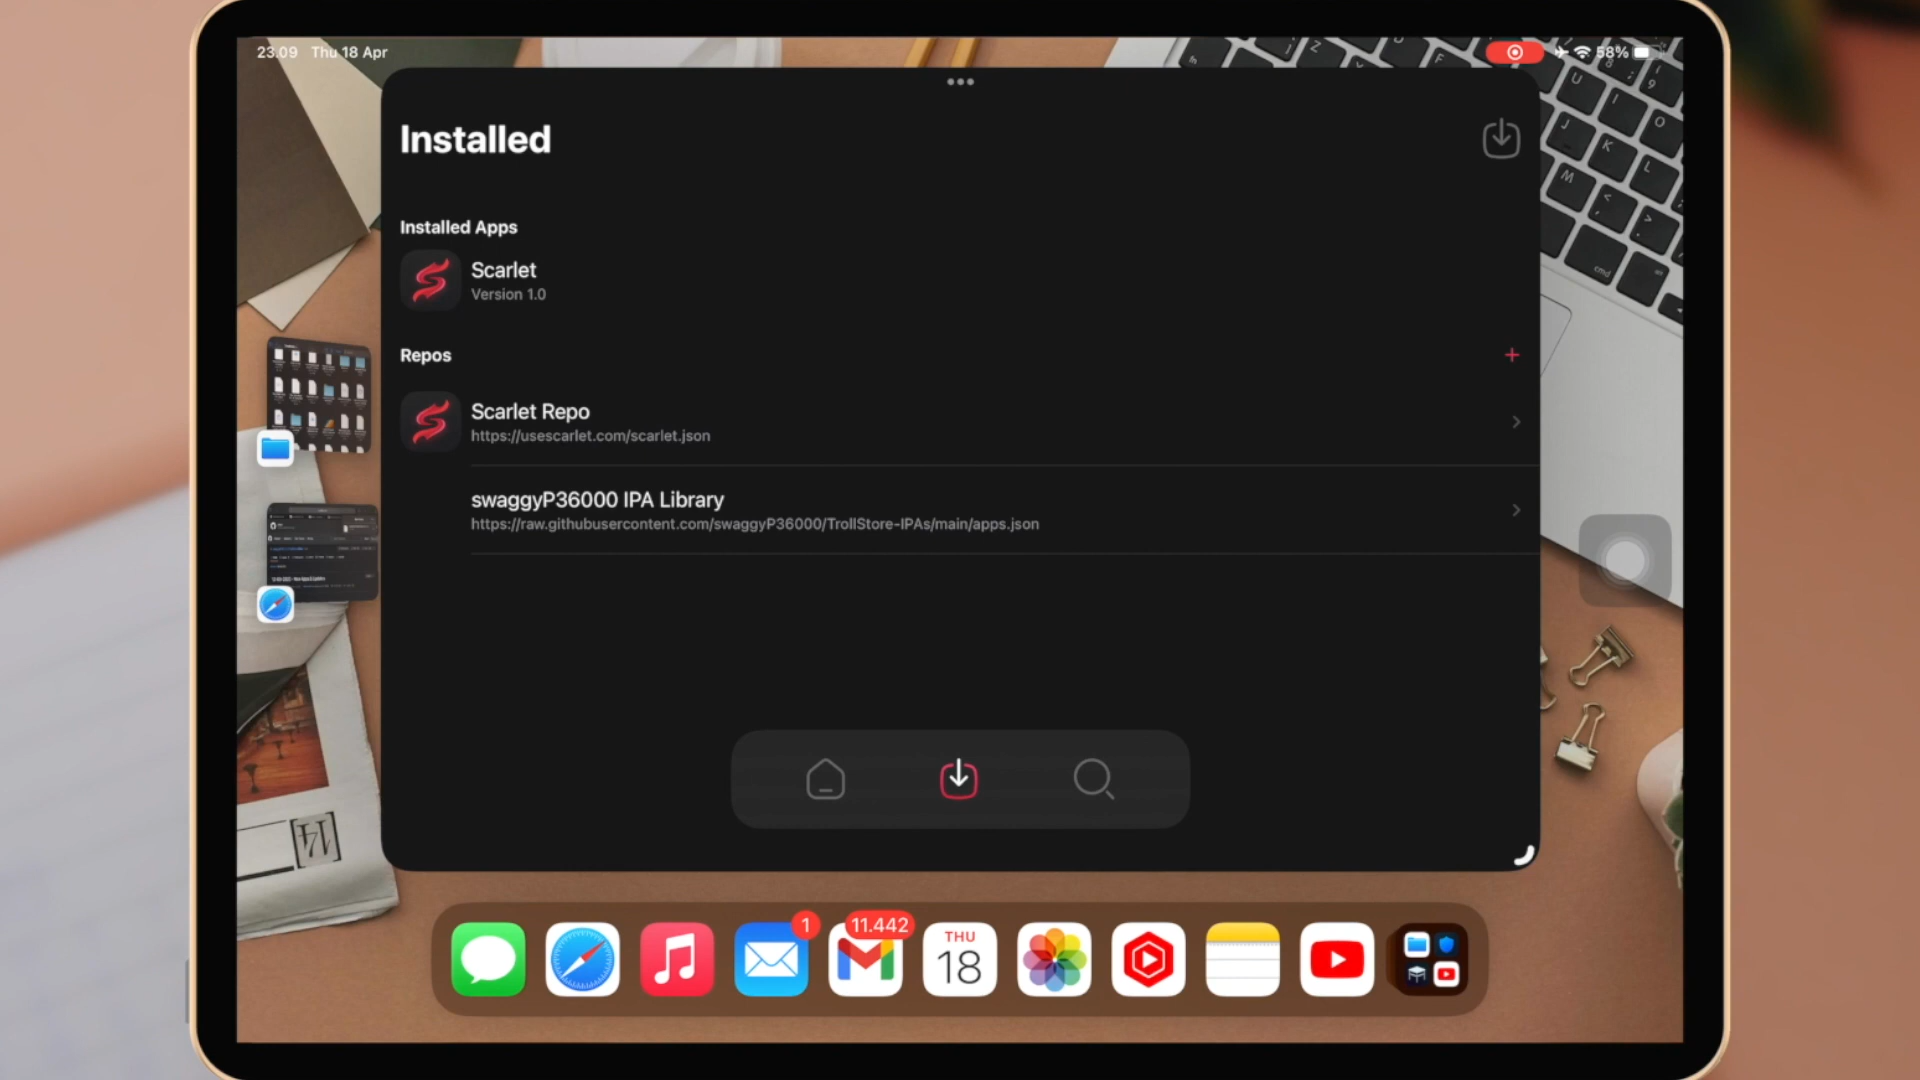 23.09 Thu 18 Apr
58%
Installed
Installed Apps
Scarlet
Version 1.0
Repos
+
Scarlet Repo
https://usescarlet.com/scarlet.json
swaggyP36000 IPA Library
https://raw.githubusercontent.com/swaggyP36000/TrollStore-IPAs/main/apps.json
1
11.442
THU
18